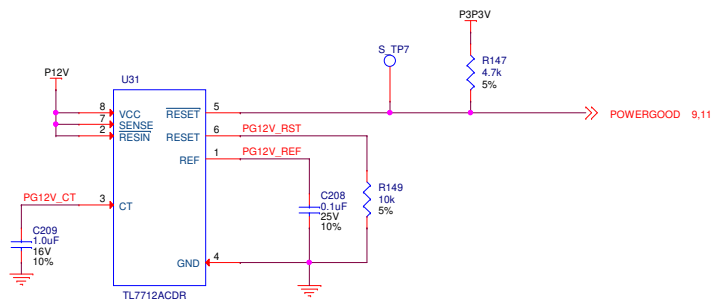 P3P3V
S_TP7
R147
4.7k
5%
P12V
U31
8
VCC
RESET
5
POWERGOOD 9,11
7
SENSE
2
RESIN
RESET
6
PG12V_RST
REF
1
PG12V_REF
PG12V_CT
3
CT
C208
0.1uF
25V
10%
R149
10k
5%
C209
1.0uF
16V
10%
GND
4
TL7712ACDR